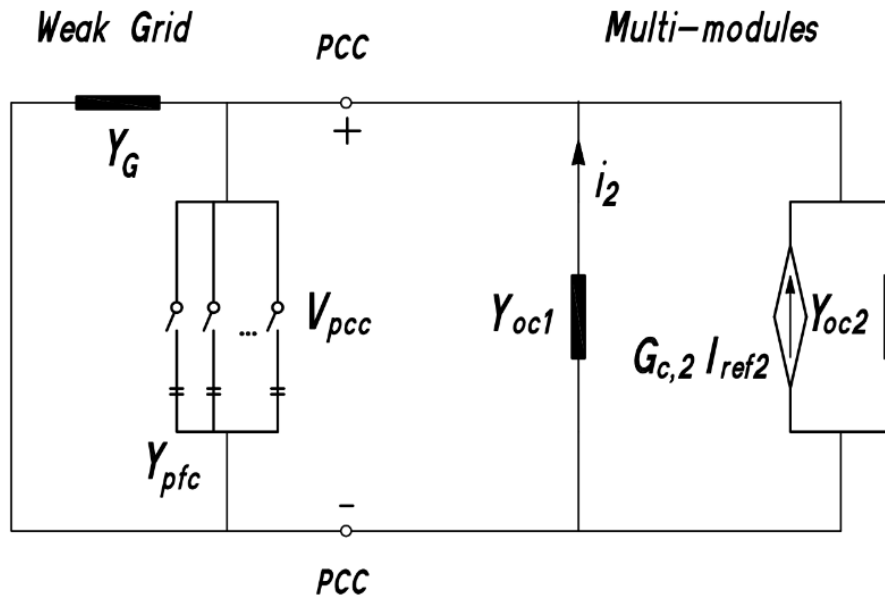 Weak Grid
PCC
Multi-modules
+
Y_G
i_2
V_pcc
Y_oc1
G_c,2 I_ref2
Y_oc2
...
Y_pfc
-
PCC